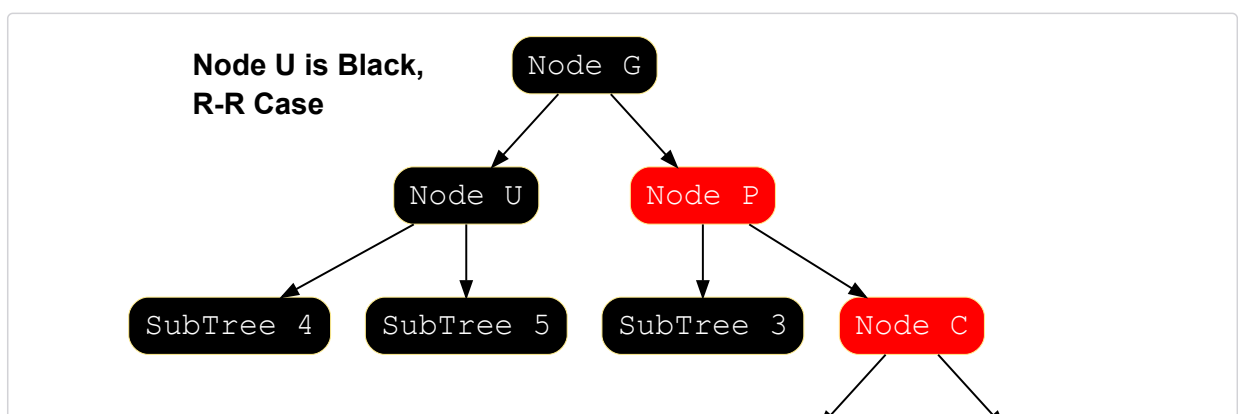 Node U is Black,
R-R Case
Node G
Node U
Node P
SubTree 4
SubTree 5
SubTree 3
Node C